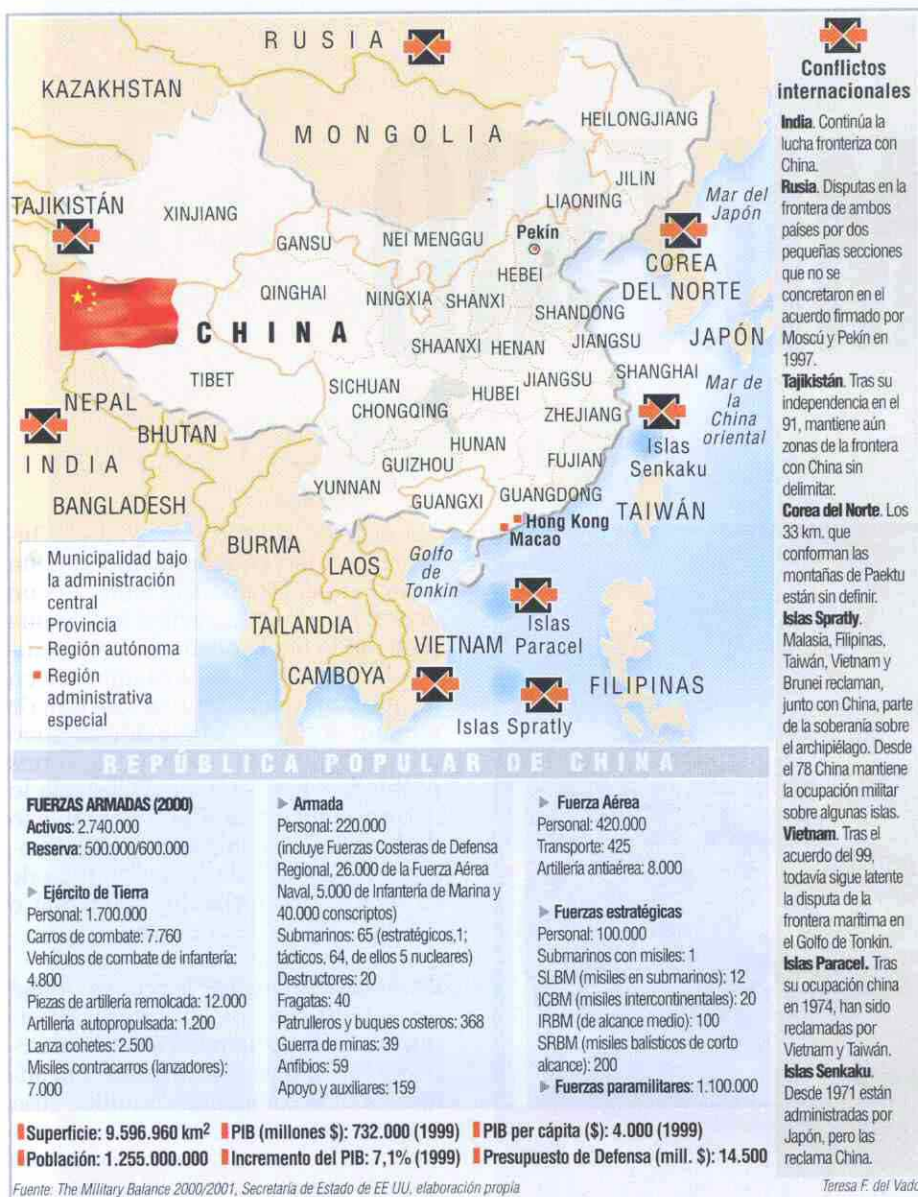 RUSIA
KAZAKHSTAN
MONGOLIA
HEILONGJIANG
JILIN
LIAONING
Mar del
Japón
TAJIKISTÁN
XINJIANG
GANSU
NEI MENGGU
Pekín
HEBEI
COREA
DEL NORTE
QINGHAI
NINGXIA
SHANXI
SHANDONG
CHINA
SHAANXI
HENAN
JIANGSU
JAPÓN
TIBET
SICHUAN
CHONGQING
HUBEI
JIANGSU
SHANGHAI
ZHEJIANG
Mar de
la
China
oriental
NEPAL
BHUTAN
INDIA
HUNAN
GUIZHOU
FUJIAN
Islas
Senkaku
YUNNAN
GUANGXI
GUANGDONG
TAIWÁN
BANGLADESH
Hong Kong
Macao
BURMA
LAOS
Golfo
de
Tonkin
TAILANDIA
VIETNAM
Islas
Paracel
CAMBOYA
FILIPINAS
Islas Spratly
Municipalidad bajo
la administración
central
Provincia
Región autónoma
Región
administrativa
especial
Conflictos
internacionales
India. Continúa la
lucha fronteriza con
China.
Rusia. Disputas en la
frontera de ambos
países por dos
pequeñas secciones
que no se
concretaron en el
acuerdo firmado por
Moscú y Pekín en
1997.
Tajikistán. Tras su
independencia en el
91, mantiene aún
zonas de la frontera
con China sin
delimitar.
Corea del Norte. Los
33 km. que
conforman las
montañas de Paektu
están sin definir.
Islas Spratly.
Malasia, Filipinas,
Taiwán, Vietnam y
Brunei reclaman,
junto con China, parte
de la soberanía sobre
el archipiélago. Desde
el 78 China mantiene
la ocupación militar
sobre algunas islas.
Vietnam. Tras el
acuerdo del 99,
todavía sigue latente
la disputa de la
frontera marítima en
el Golfo de Tonkin.
Islas Paracel. Tras
su ocupación china
en 1974, han sido
reclamadas por
Vietnam y Taiwán.
Islas Senkaku.
Desde 1971 están
administradas por
Japón, pero las
reclama China.
REPÚBLICA POPULAR DE CHINA
FUERZAS ARMADAS (2000)
Activos: 2.740.000
Reserva: 500.000/600.000
Ejército de Tierra
Personal: 1.700.000
Carros de combate: 7.760
Vehículos de combate de infantería:
4.800
Piezas de artillería remolcada: 12.000
Artillería autopropulsada: 1.200
Lanza cohetes: 2.500
Misiles contracarros (lanzadores):
7.000
Armada
Personal: 220.000
(incluye Fuerzas Costeras de Defensa
Regional, 26.000 de la Fuerza Aérea
Naval, 5.000 de Infantería de Marina y
40.000 conscriptos)
Submarinos: 65 (estratégicos,1;
tácticos, 64, de ellos 5 nucleares)
Destructores: 20
Fragatas: 40
Patrulleros y buques costeros: 368
Guerra de minas: 39
Anfibios: 59
Apoyo y auxiliares: 159
Fuerza Aérea
Personal: 420.000
Transporte: 425
Artillería antiaérea: 8.000
Fuerzas estratégicas
Personal: 100.000
Submarinos con misiles: 1
SLBM (misiles en submarinos): 12
ICBM (misiles intercontinentales): 20
IRBM (de alcance medio): 100
SRBM (misiles balísticos de corto
alcance): 200
Fuerzas paramilitares: 1.100.000
Superficie: 9.596.960 km² PIB (millones $): 732.000 (1999) PIB per cápita ($): 4.000 (1999)
Población: 1.255.000.000 Incremento del PIB: 7,1% (1999) Presupuesto de Defensa (mill. $): 14.500
Fuente: The Military Balance 2000/2001, Secretaría de Estado de EE UU, elaboración propia
Teresa F. del Vado